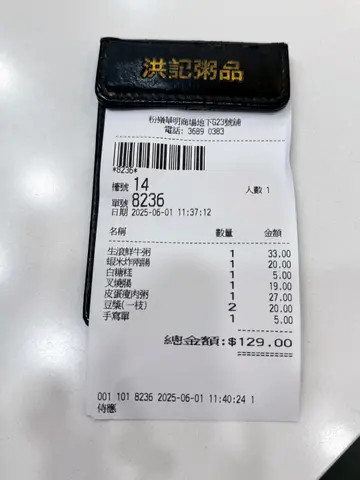 洪記粥品
粉嶺華明商場地下G23號舖
電話: 3689 0383
*8236*
檯號 14 人數 1
單號 8236
日期 2025-06-01 11:37:12
名稱 數量 金額
生滾鮮牛粥 1 33.00
蝦米炸兩腸 1 20.00
白糖糕 1 5.00
叉燒腸 1 19.00
皮蛋瘦肉粥 1 27.00
豆漿(一枝) 2 20.00
手寫單 1 5.00
總金額:$129.00
001 101 8236 2025-06-01 11:40:24 1
侍應